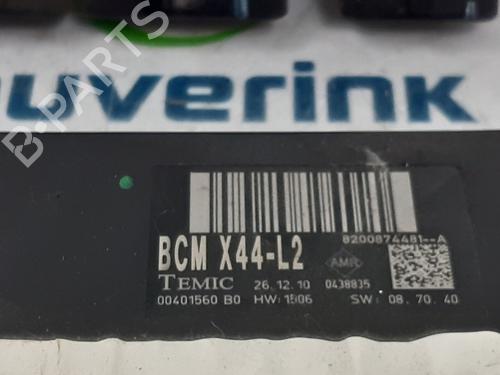 uverink
B-PARTS
8200874481--A
BCM X44-L2
AMR
TEMIC 26.12.10 0438835
00401560 B0 HW: 1506 SW: 08.70.40